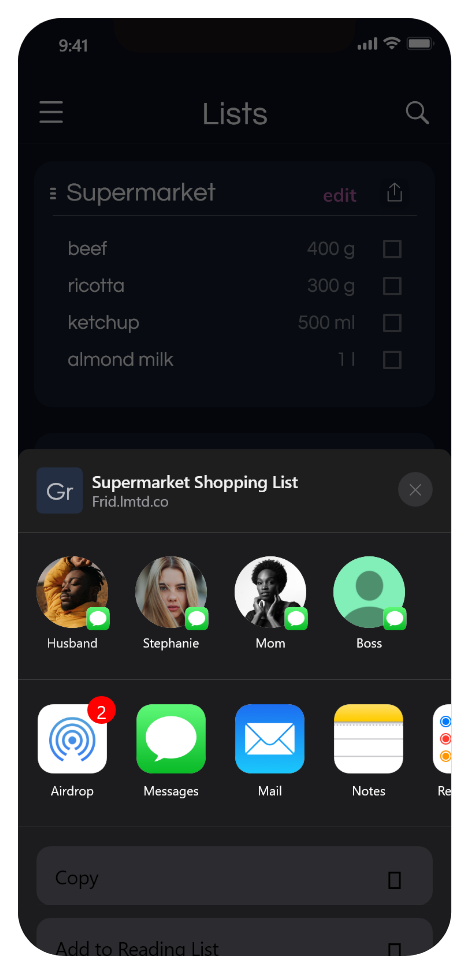 9:41
Lists
Supermarket edit
beef 400 g
ricotta 300 g
ketchup 500 ml
almond milk 1 l
Gr
Supermarket Shopping List
Frid.lmtd.co
Husband Stephanie Mom Boss
2
Airdrop Messages Mail Notes Re
Copy
Add to Reading List